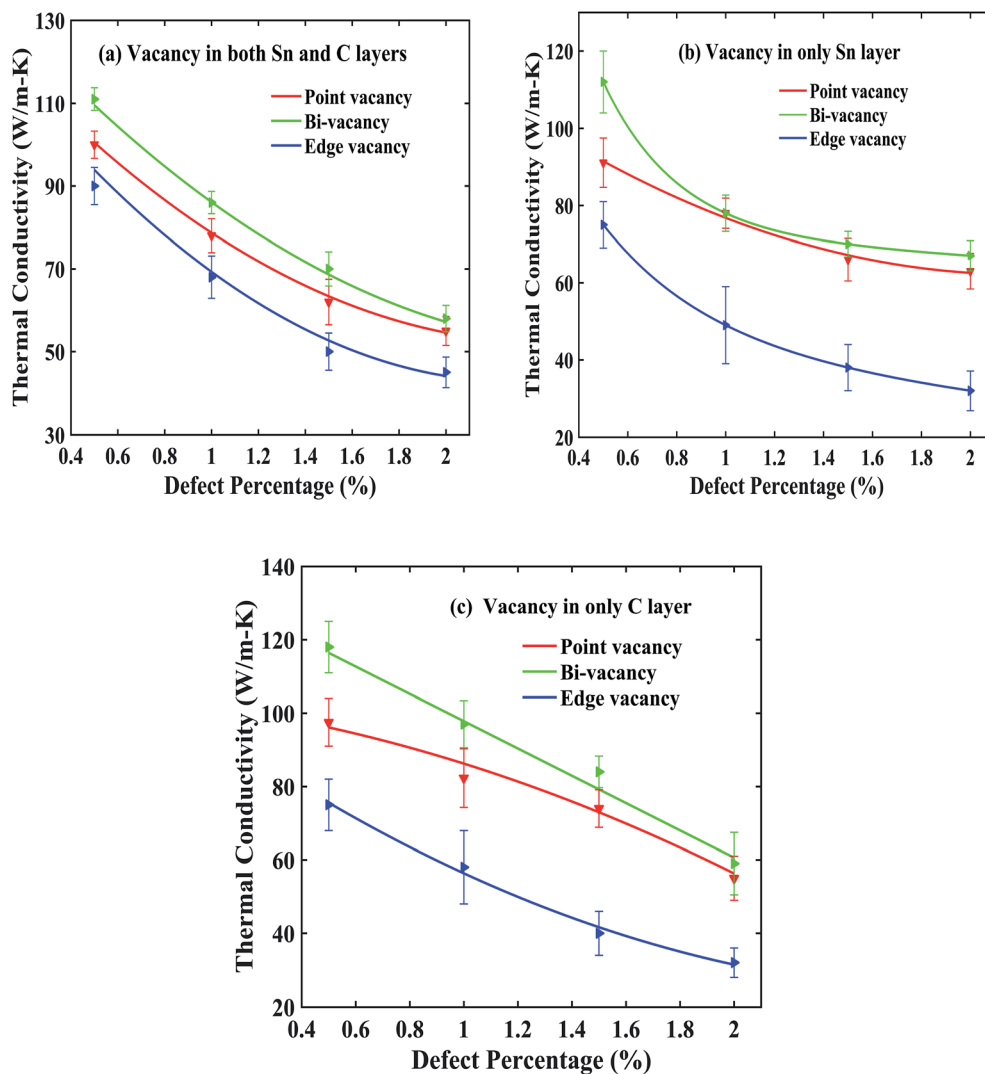 (a) Vacancy in both Sn and C layers
Point vacancy
Bi-vacancy
Edge vacancy
Thermal Conductivity (W/m-K)
130
110
90
70
50
30
0.4 0.6 0.8 1 1.2 1.4 1.6 1.8 2
Defect Percentage (%)
(b) Vacancy in only Sn layer
Point vacancy
Bi-vacancy
Edge vacancy
Thermal Conductivity (W/m-K)
120
100
80
60
40
20
0.4 0.6 0.8 1 1.2 1.4 1.6 1.8 2
Defect Percentage (%)
(c) Vacancy in only C layer
Point vacancy
Bi-vacancy
Edge vacancy
Thermal Conductivity (W/m-K)
140
120
100
80
60
40
20
0.4 0.6 0.8 1 1.2 1.4 1.6 1.8 2
Defect Percentage (%)